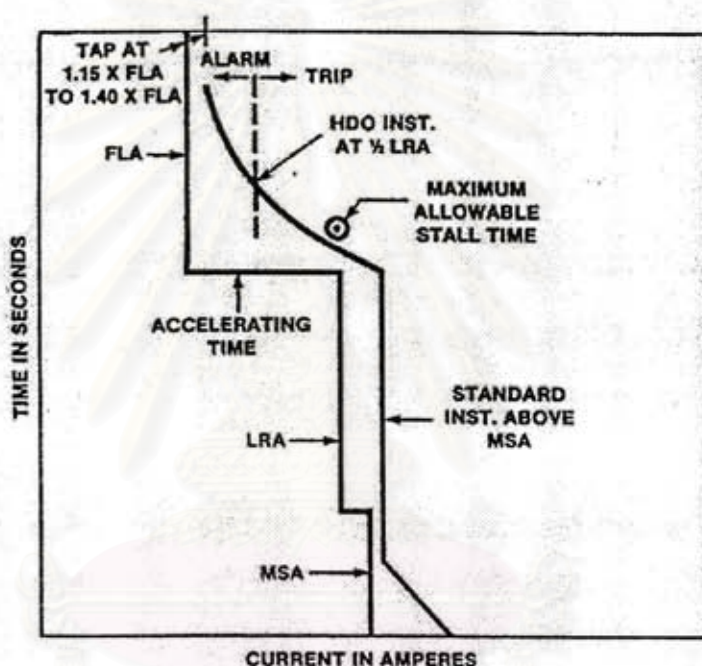 TAP AT
1.15 X FLA
TO 1.40 X FLA
ALARM
TRIP
HDO INST.
AT ½ LRA
FLA
MAXIMUM
ALLOWABLE
STALL TIME
ACCELERATING
TIME
TIME IN SECONDS
STANDARD
INST. ABOVE
MSA
LRA
MSA
CURRENT IN AMPERES